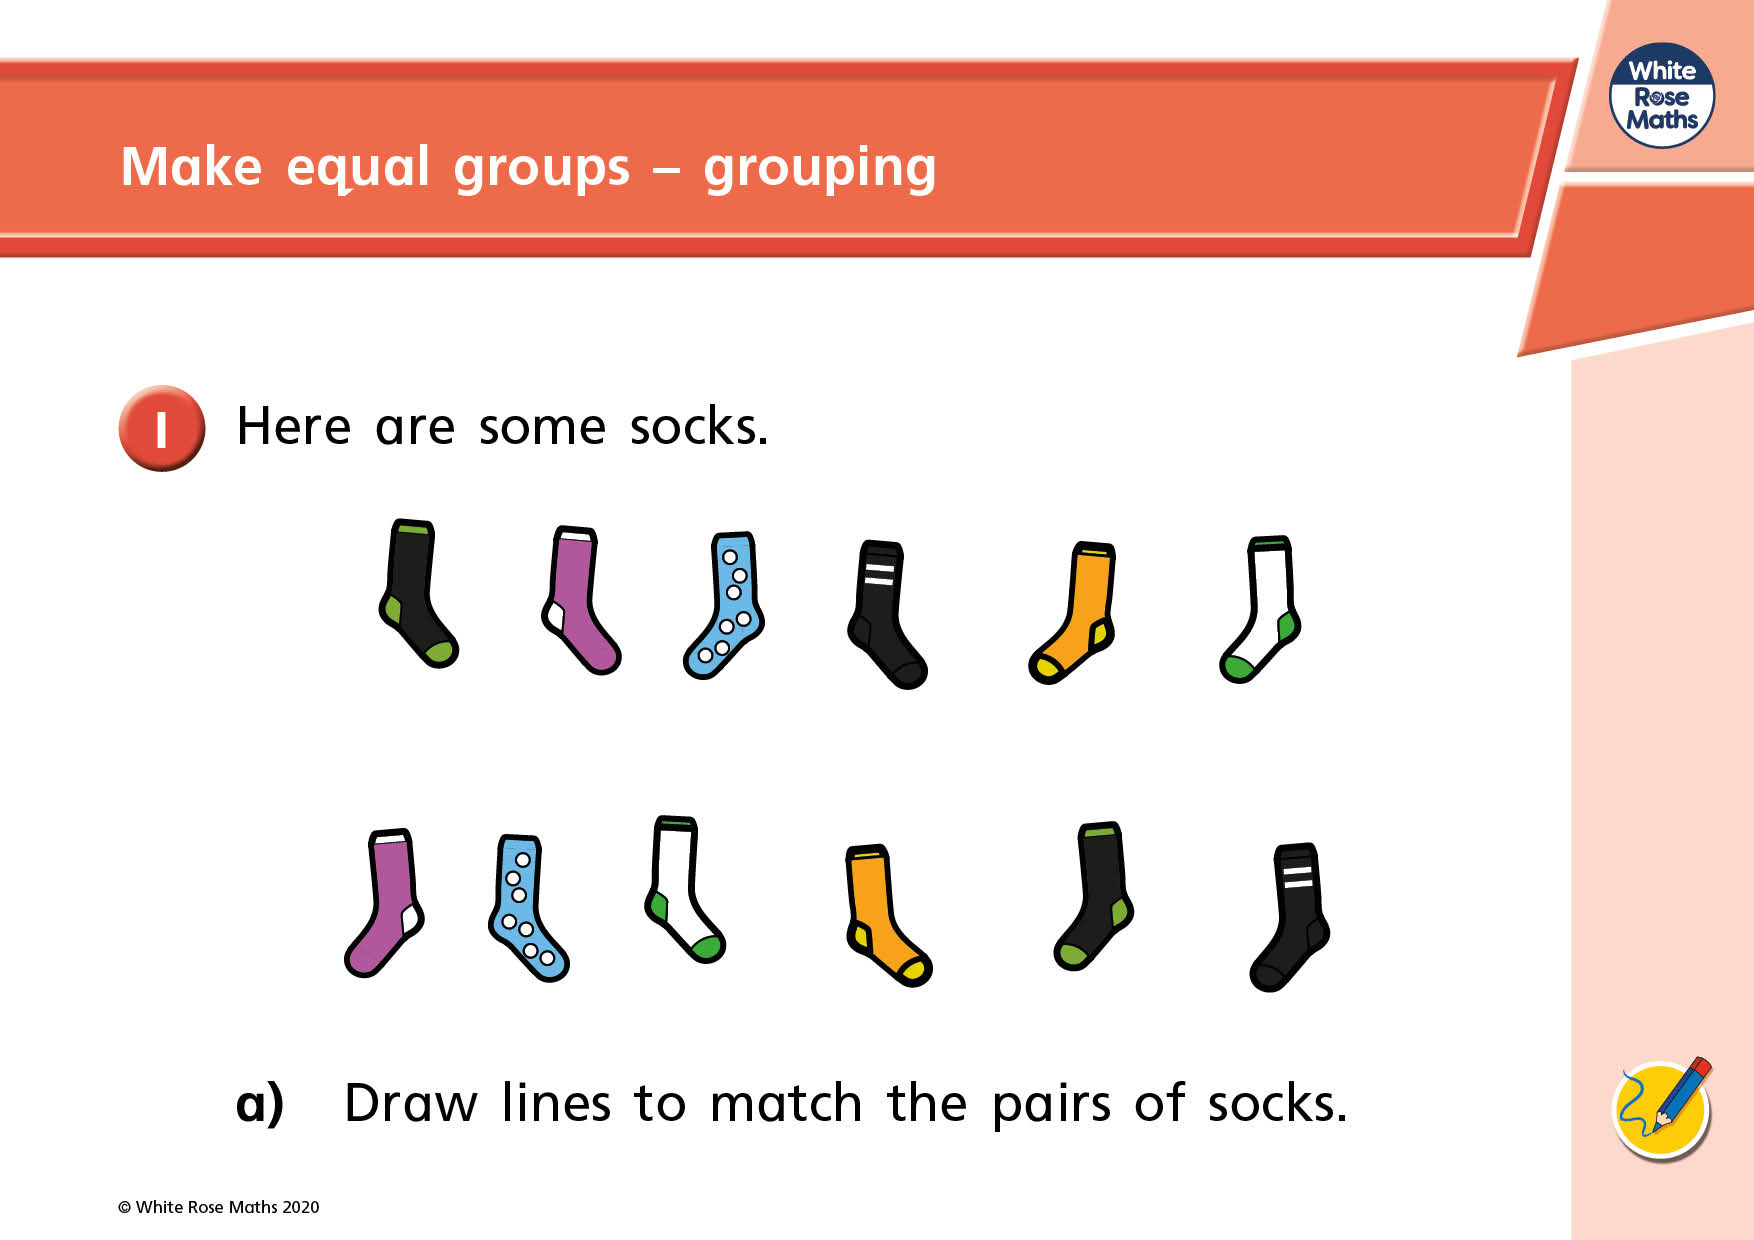 White
Rose
Maths
Make equal groups – grouping
1 Here are some socks.
a) Draw lines to match the pairs of socks.
© White Rose Maths 2020